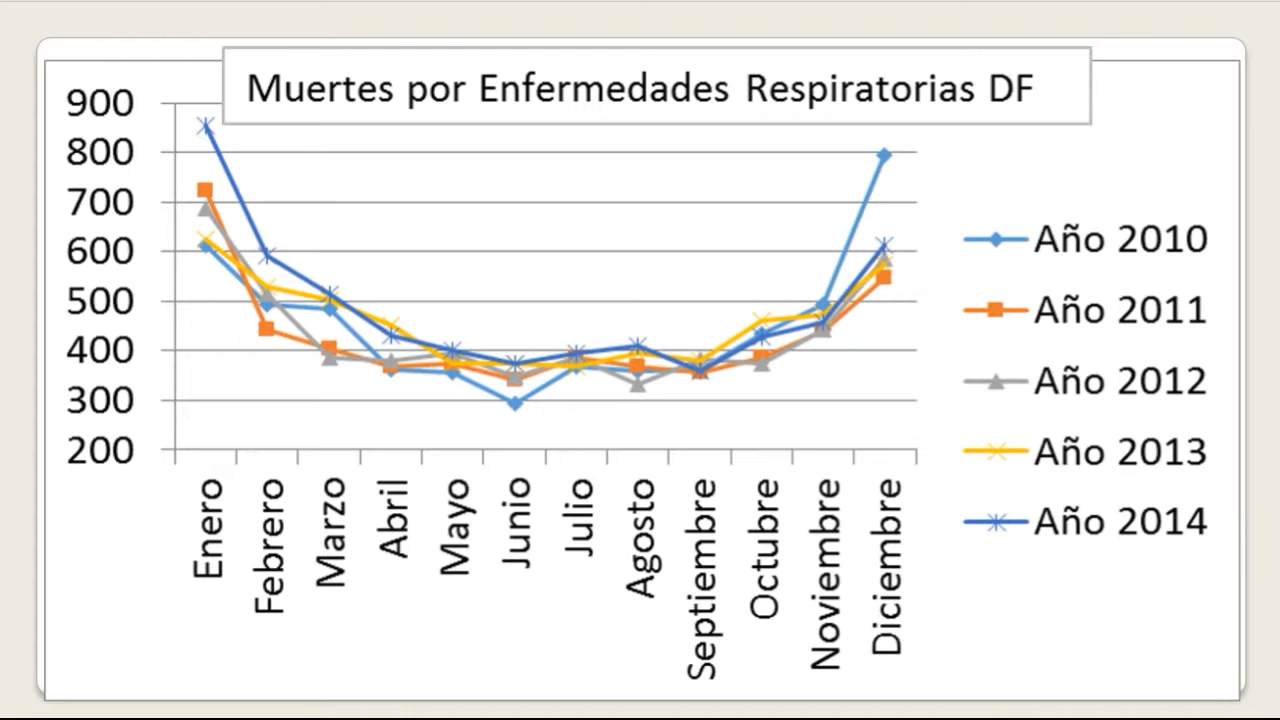 Muertes por Enfermedades Respiratorias DF
900
800
700
600
500
400
300
200
Enero
Febrero
Marzo
Abril
Mayo
Junio
Julio
Agosto
Septiembre
Octubre
Noviembre
Diciembre
Año 2010
Año 2011
Año 2012
Año 2013
Año 2014